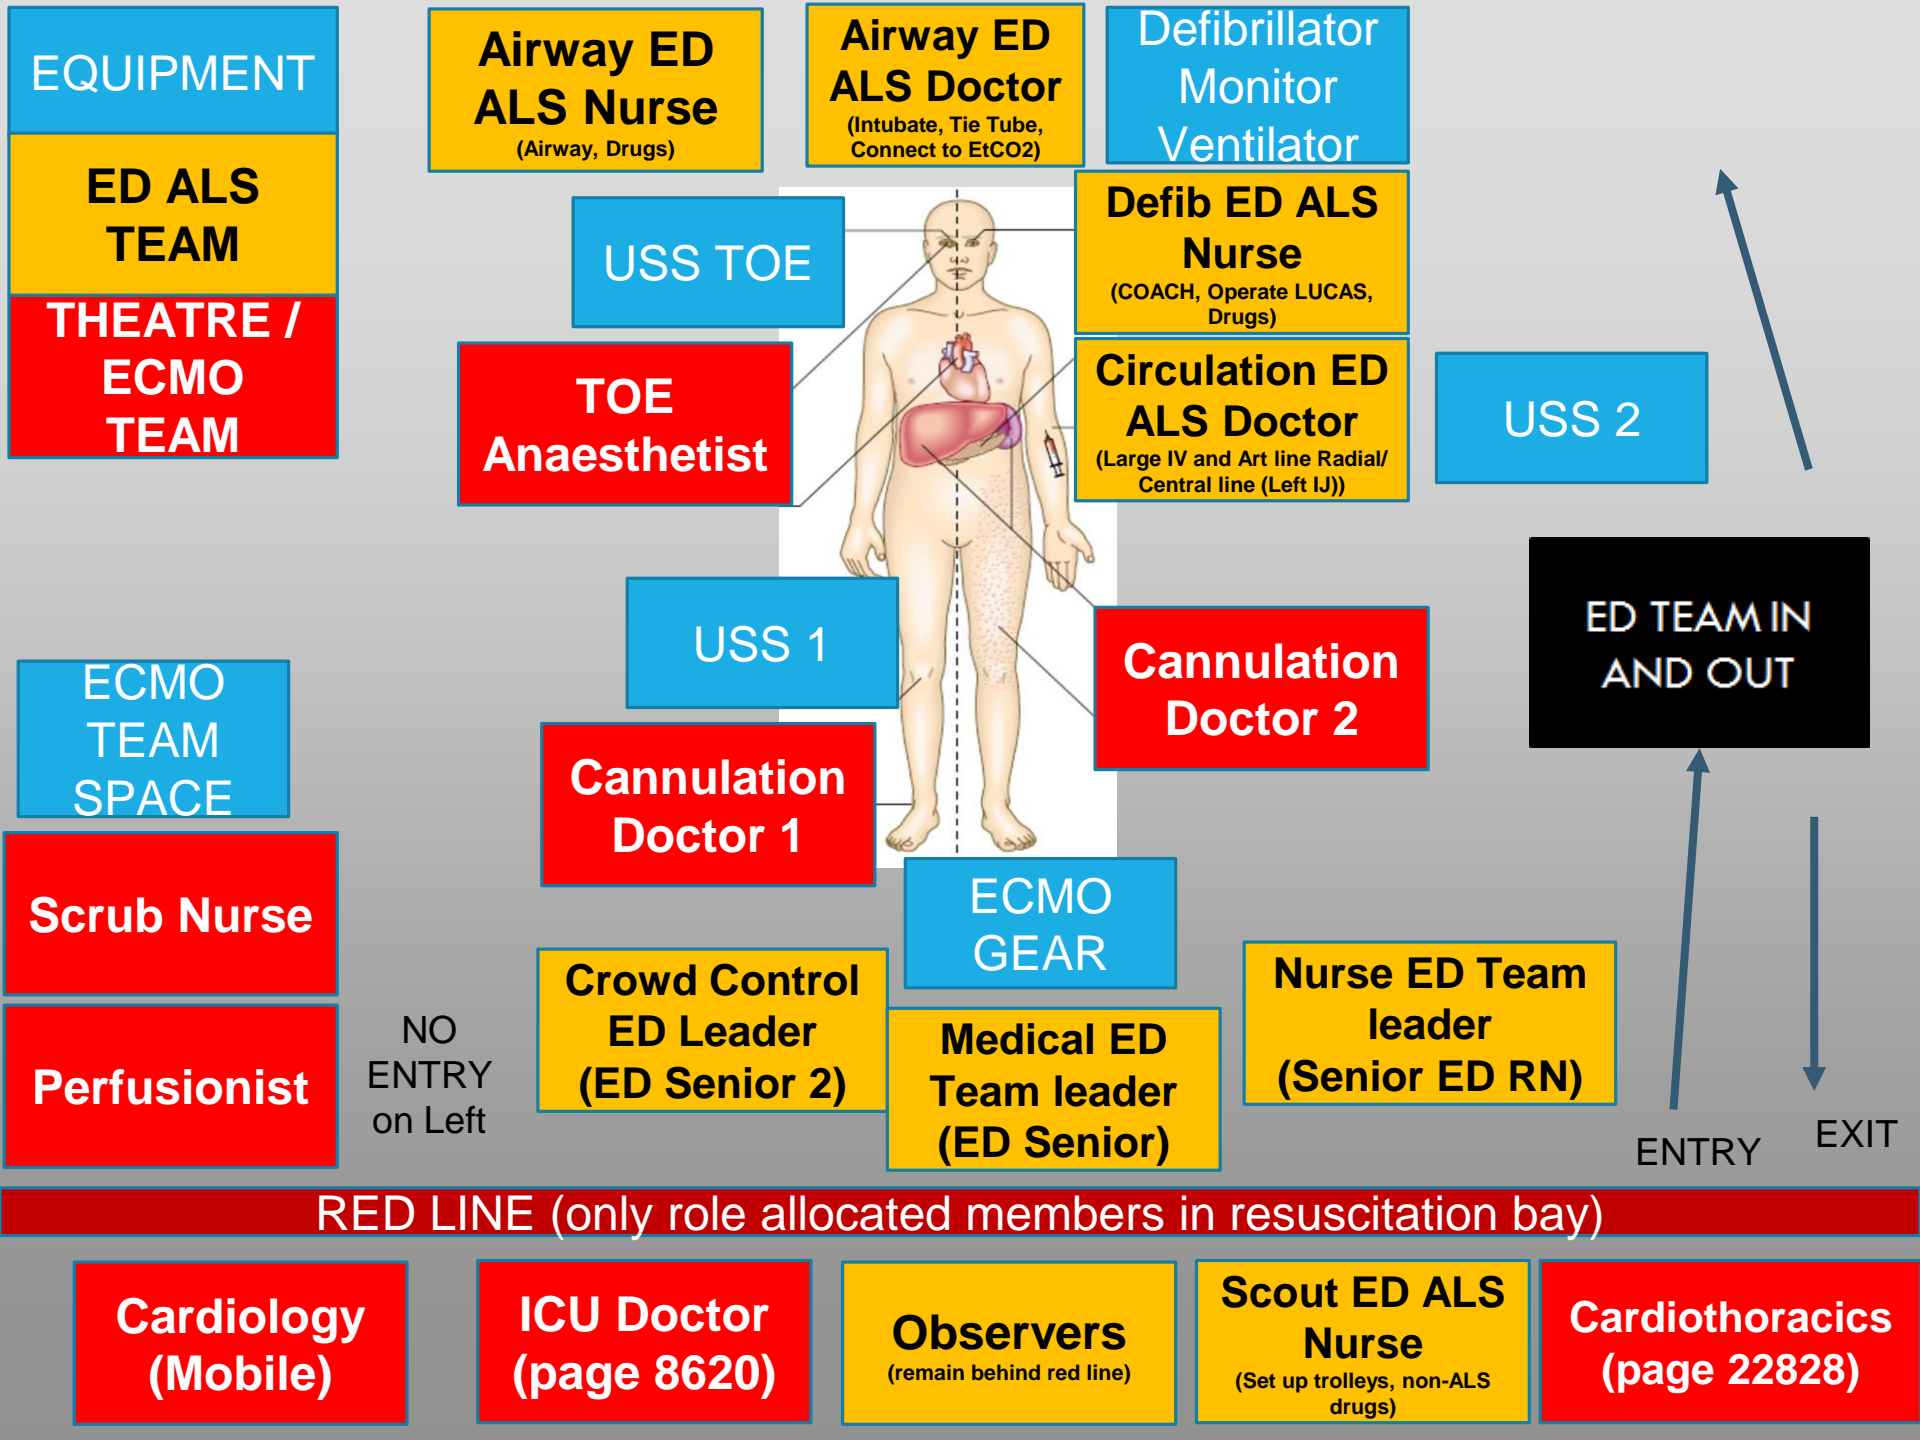 EQUIPMENT
ED ALS
TEAM
THEATRE /
ECMO
TEAM
Airway ED
ALS Nurse
(Airway, Drugs)
Airway ED
ALS Doctor
(Intubate, Tie Tube,
Connect to EtCO2)
Defibrillator
Monitor
Ventilator
USS TOE
Defib ED ALS
Nurse
(COACH, Operate LUCAS,
Drugs)
TOE
Anaesthetist
Circulation ED
ALS Doctor
(Large IV and Art line Radial/
Central line (Left IJ))
USS 2
USS 1
Cannulation
Doctor 2
ED TEAM IN
AND OUT
ECMO
TEAM
SPACE
Cannulation
Doctor 1
Scrub Nurse
ECMO
GEAR
Perfusionist
NO
ENTRY
on Left
Crowd Control
ED Leader
(ED Senior 2)
Medical ED
Team leader
(ED Senior)
Nurse ED Team
leader
(Senior ED RN)
ENTRY
EXIT
RED LINE (only role allocated members in resuscitation bay)
Cardiology
(Mobile)
ICU Doctor
(page 8620)
Observers
(remain behind red line)
Scout ED ALS
Nurse
(Set up trolleys, non-ALS
drugs)
Cardiothoracics
(page 22828)